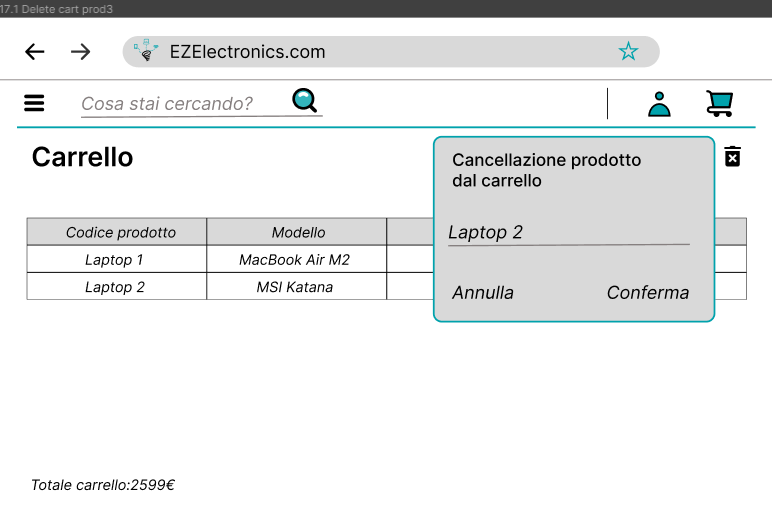 17.1 Delete cart prod3
EZElectronics.com
Cosa stai cercando?
Carrello
Cancellazione prodotto
dal carrello
Laptop 2
Annulla Conferma
Codice prodotto Modello
Laptop 1 MacBook Air M2
Laptop 2 MSI Katana
Totale carrello:2599€